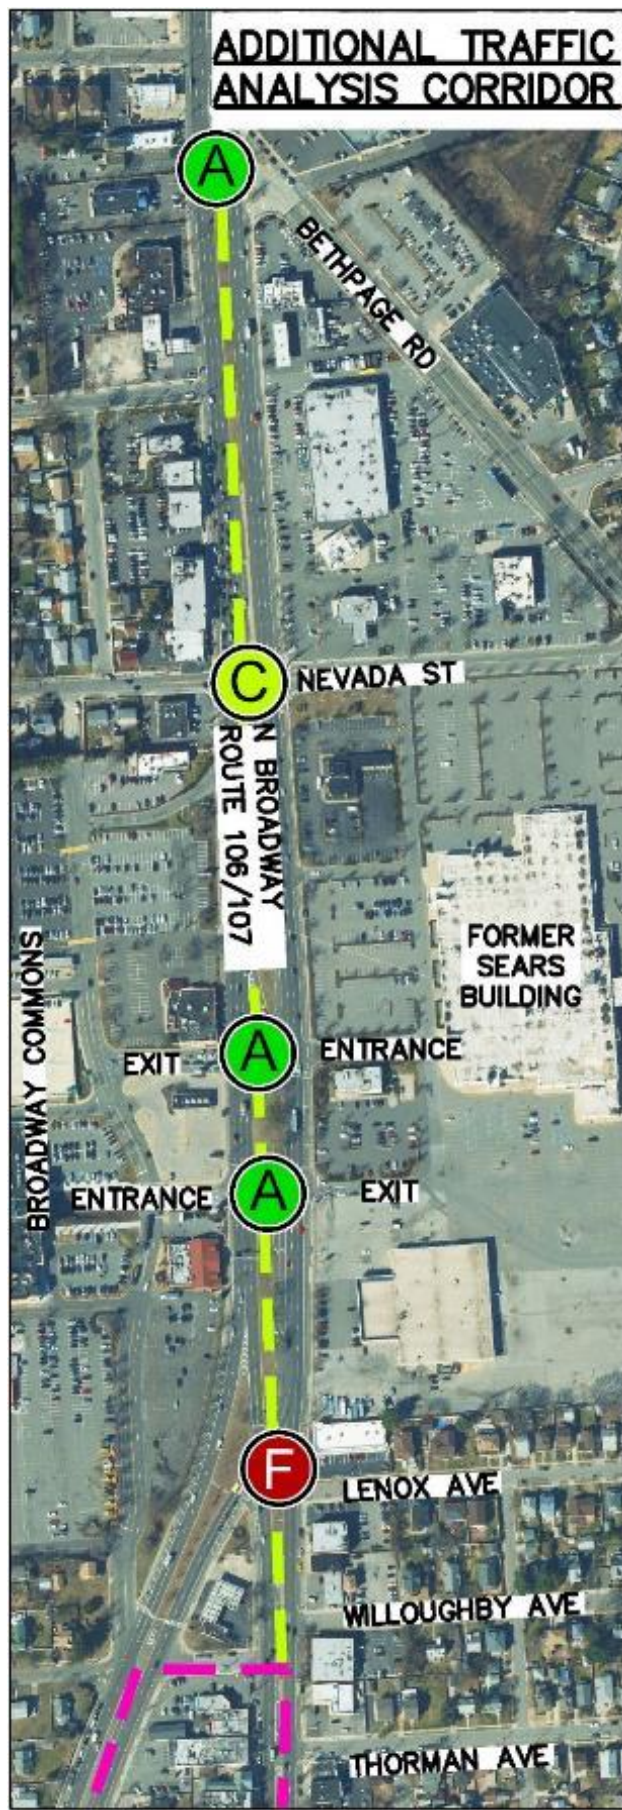 ADDITIONAL TRAFFIC
ANALYSIS CORRIDOR
A
BETHPAGE RD
C
NEVADA ST
N BROADWAY
ROUTE 106/107
FORMER
SEARS
BUILDING
BROADWAY COMMONS
EXIT
A
ENTRANCE
ENTRANCE
A
EXIT
F
LENOX AVE
WILLOUGHBY AVE
THORMAN AVE